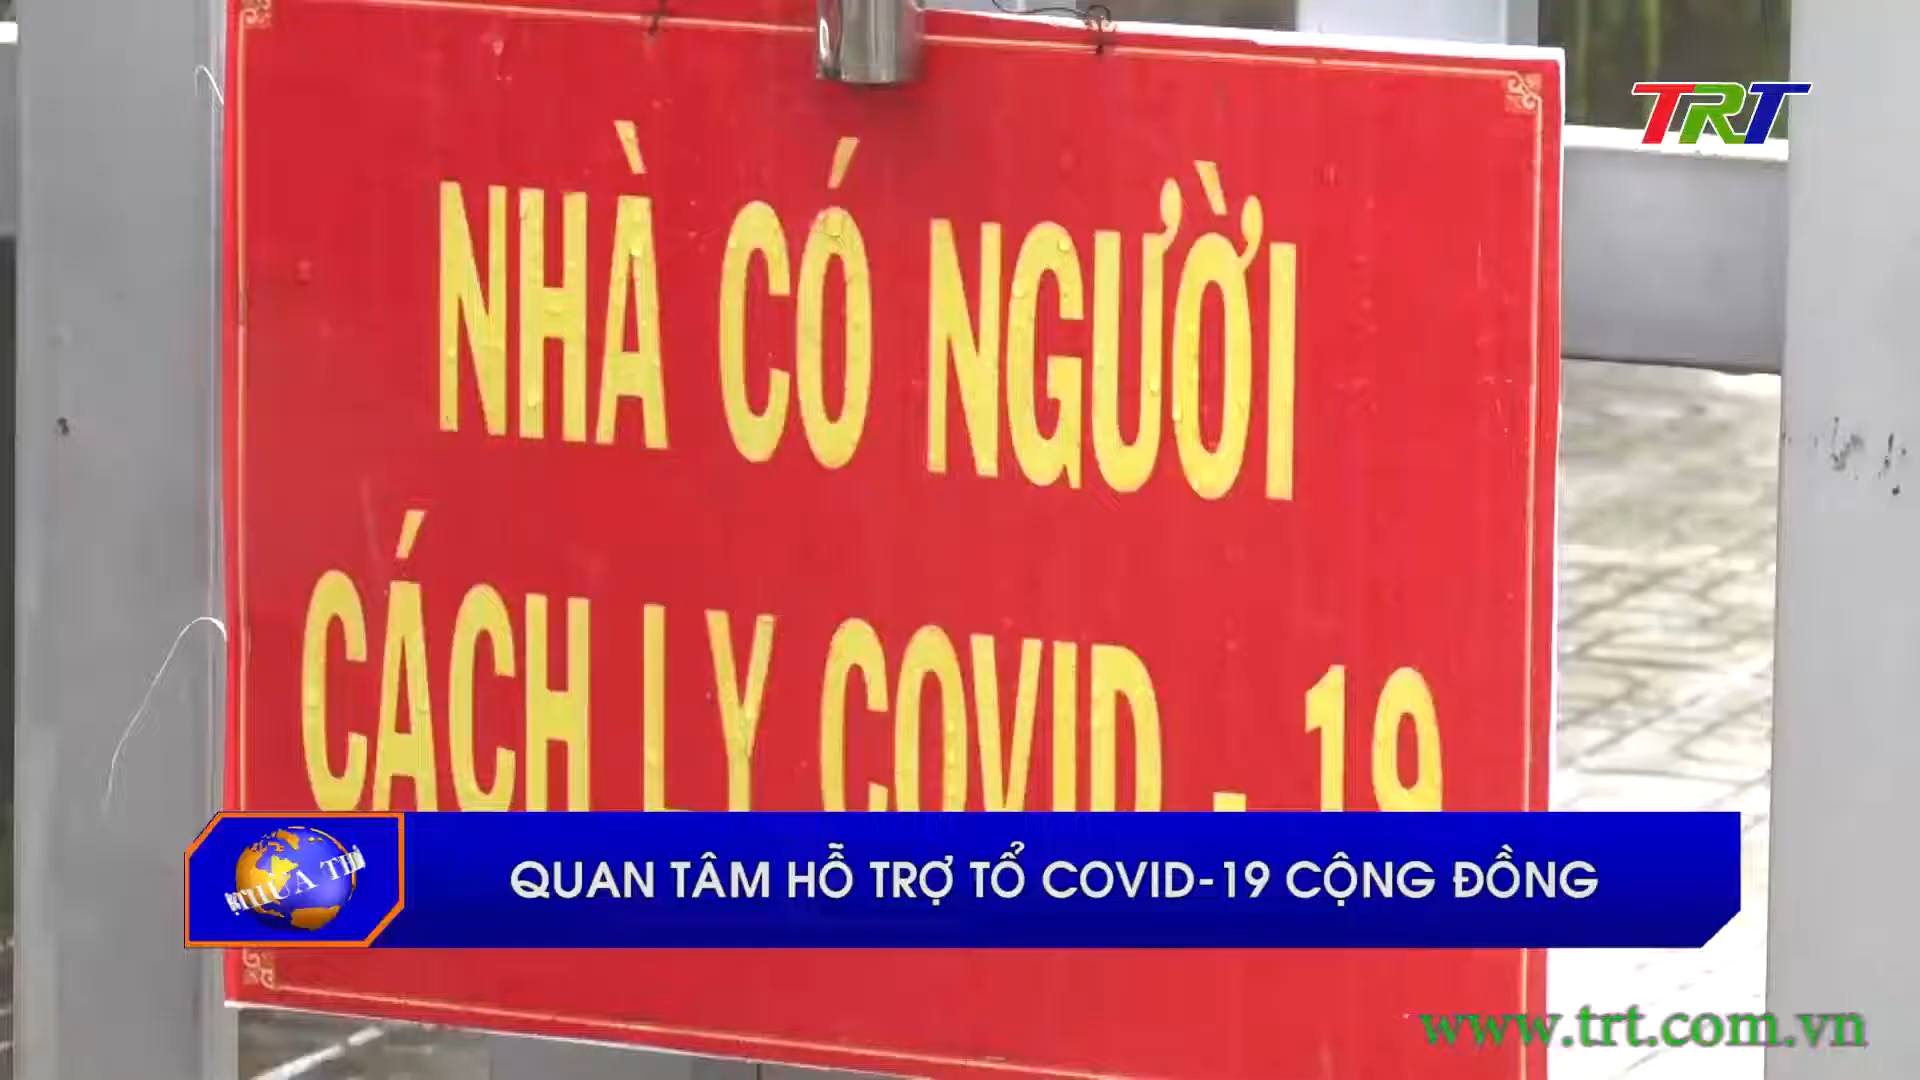 TRT
NHÀ CÓ NGƯỜI
CÁCH LY COVID - 19
QUAN TÂM HỖ TRỢ TỔ COVID-19 CỘNG ĐỒNG
www.trt.com.vn